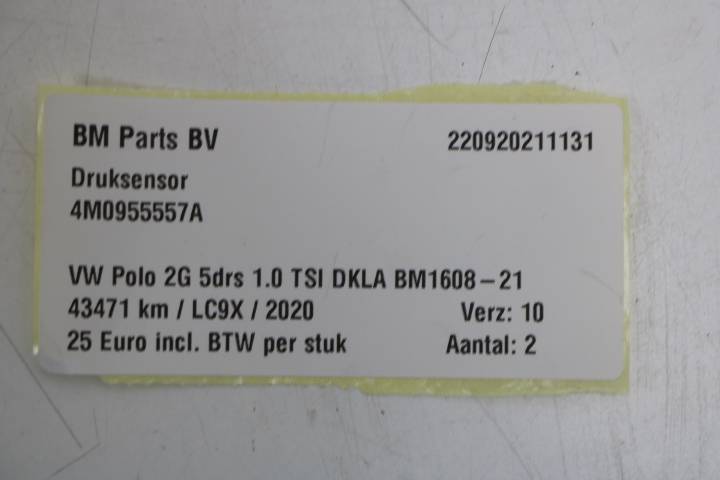 BM Parts BV 220920211131
Druksensor
4M0955557A
VW Polo 2G 5drs 1.0 TSI DKLA BM1608-21
43471 km / LC9X / 2020 Verz: 10
25 Euro incl. BTW per stuk Aantal: 2